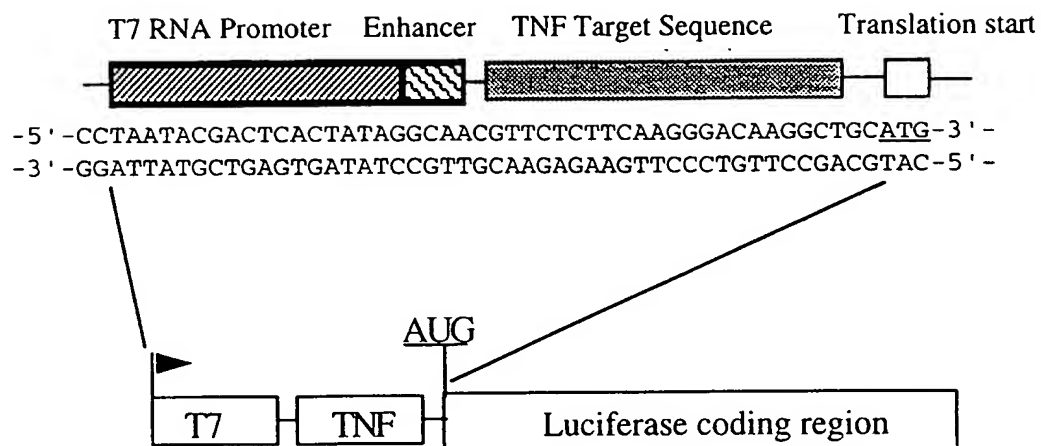 T7 RNA Promoter Enhancer TNF Target Sequence Translation start
-5'-CCTAATACGACTCACTATAGGCAACGTTCTCTTCAAGGGACAAGGCTGCATG-3'-
-3'-GGATTATGCTGAGTGATATCCGTTGCAAGAGAAGTTCCCTGTTCCGACGTAC-5'-
AUG
T7 TNF Luciferase coding region